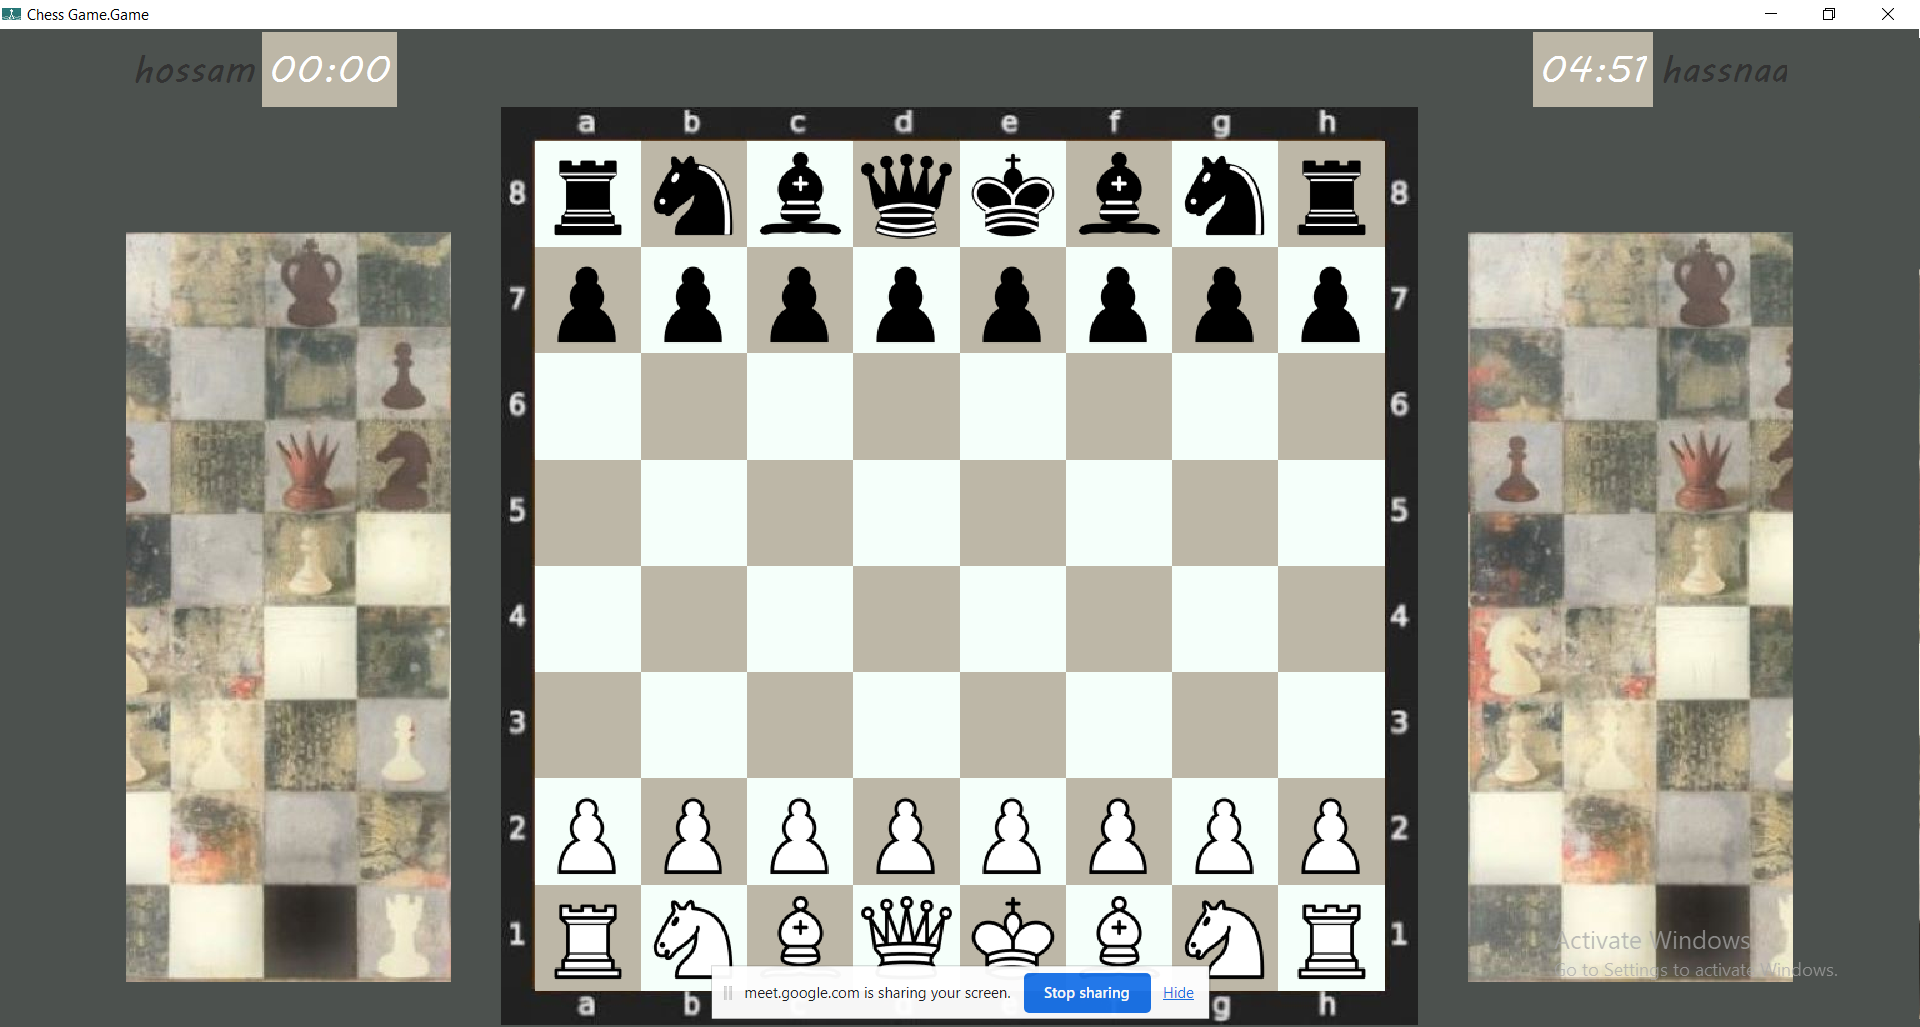 Chess Game.Game
hossam 00:00
04:51 hassnaa
a b c d e f g h
8 8
7 7
6 6
5 5
4 4
3 3
2 2
1 1
Activate Windows
Go to Settings to activate Windows.
meet.google.com is sharing your screen. Stop sharing Hide
a b g h